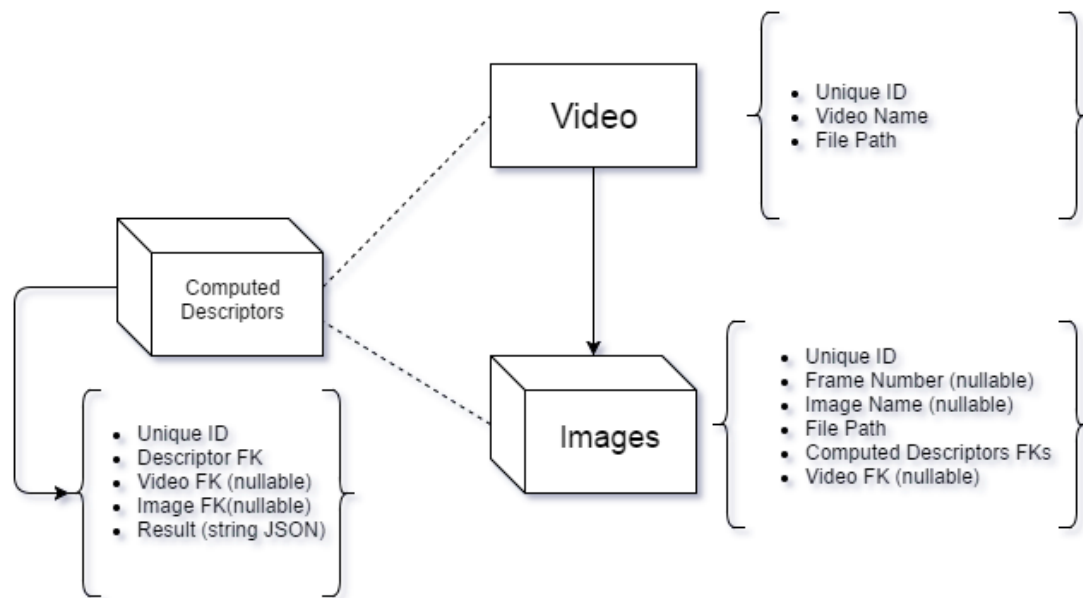 Video
• Unique ID
• Video Name
• File Path
Computed
Descriptors
Images
• Unique ID
• Frame Number (nullable)
• Image Name (nullable)
• File Path
• Computed Descriptors FKs
• Video FK (nullable)
• Unique ID
• Descriptor FK
• Video FK (nullable)
• Image FK(nullable)
• Result (string JSON)